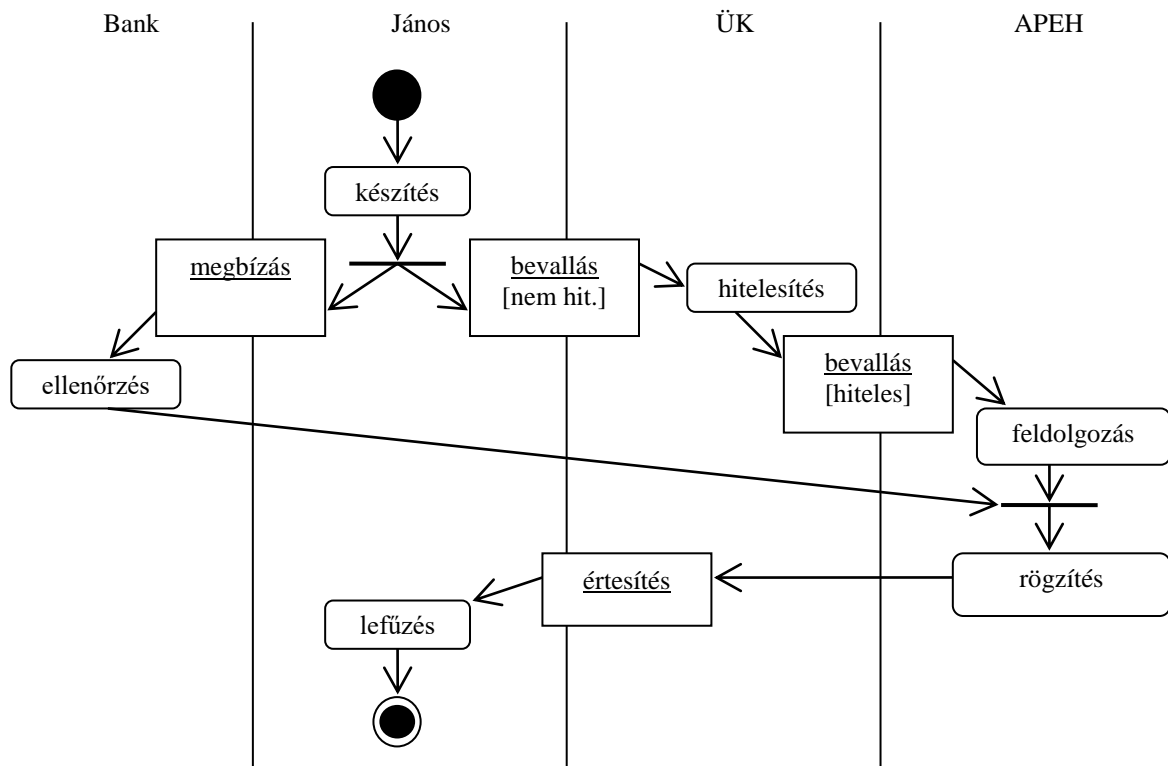 Bank
János
ÜK
APEH
készítés
megbízás
bevallás
[nem hit.]
hitelesítés
bevallás
[hiteles]
ellenőrzés
feldolgozás
értesítés
rögzítés
lefűzés